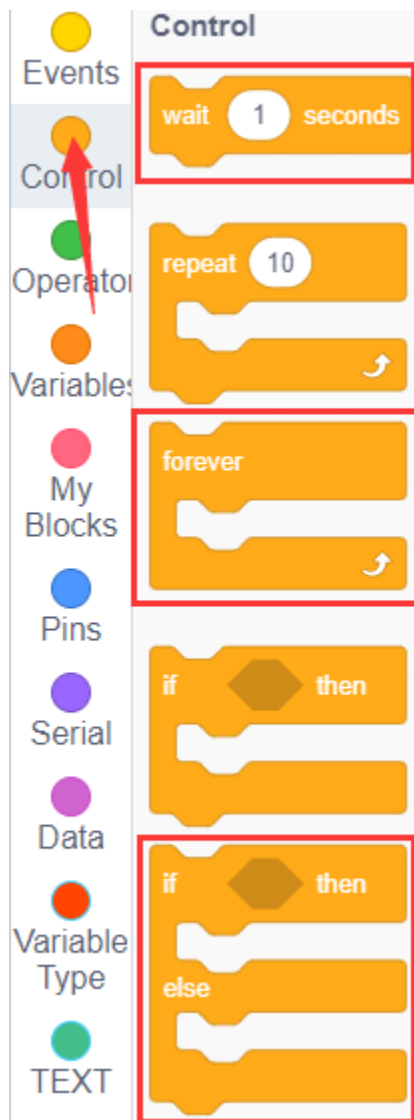 Events
Control
Operator
Variables
My
Blocks
Pins
Serial
Data
Variable
Type
TEXT
Control
wait 1 seconds
repeat 10
forever
if then
if then
else